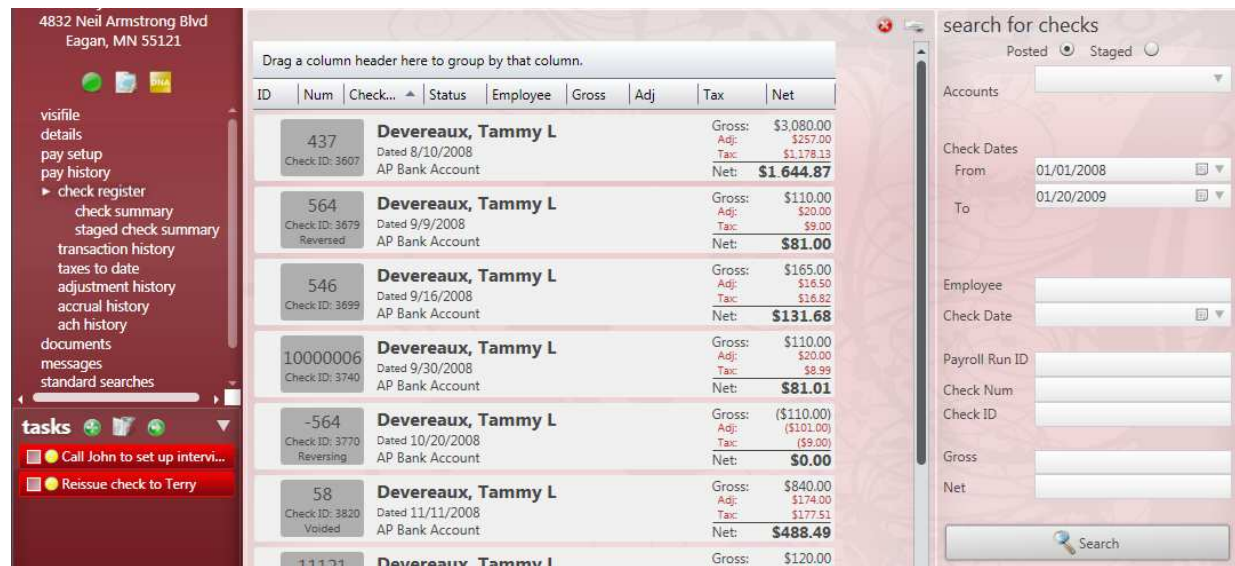 4832 Neil Armstrong Blvd
Eagan, MN 55121
DNA
visifile
details
pay setup
pay history
check register
check summary
staged check summary
transaction history
taxes to date
adjustment history
accrual history
ach history
documents
messages
standard searches
tasks
Call John to set up intervi...
Reissue check to Terry
Drag a column header here to group by that column.
ID Num Check... Status Employee Gross Adj Tax Net
437
Check ID: 3607
Devereaux, Tammy L
Dated 8/10/2008
AP Bank Account
Gross: $3,080.00
Adj: $257.00
Tax: $1,178.13
Net: $1,644.87
564
Check ID: 3679
Reversed
Devereaux, Tammy L
Dated 9/9/2008
AP Bank Account
Gross: $110.00
Adj: $20.00
Tax: $9.00
Net: $81.00
546
Check ID: 3699
Devereaux, Tammy L
Dated 9/16/2008
AP Bank Account
Gross: $165.00
Adj: $16.50
Tax: $16.82
Net: $131.68
10000006
Check ID: 3740
Devereaux, Tammy L
Dated 9/30/2008
AP Bank Account
Gross: $110.00
Adj: $20.00
Tax: $8.99
Net: $81.01
-564
Check ID: 3770
Reversing
Devereaux, Tammy L
Dated 10/20/2008
AP Bank Account
Gross: ($110.00)
Adj: ($101.00)
Tax: ($9.00)
Net: $0.00
58
Check ID: 3820
Voided
Devereaux, Tammy L
Dated 11/11/2008
AP Bank Account
Gross: $840.00
Adj: $174.00
Tax: $177.51
Net: $488.49
11121
Devereaux, Tammy L
Gross: $120.00
search for checks
Posted Staged
Accounts
Check Dates
From 01/01/2008
To 01/20/2009
Employee
Check Date
Payroll Run ID
Check Num
Check ID
Gross
Net
Search